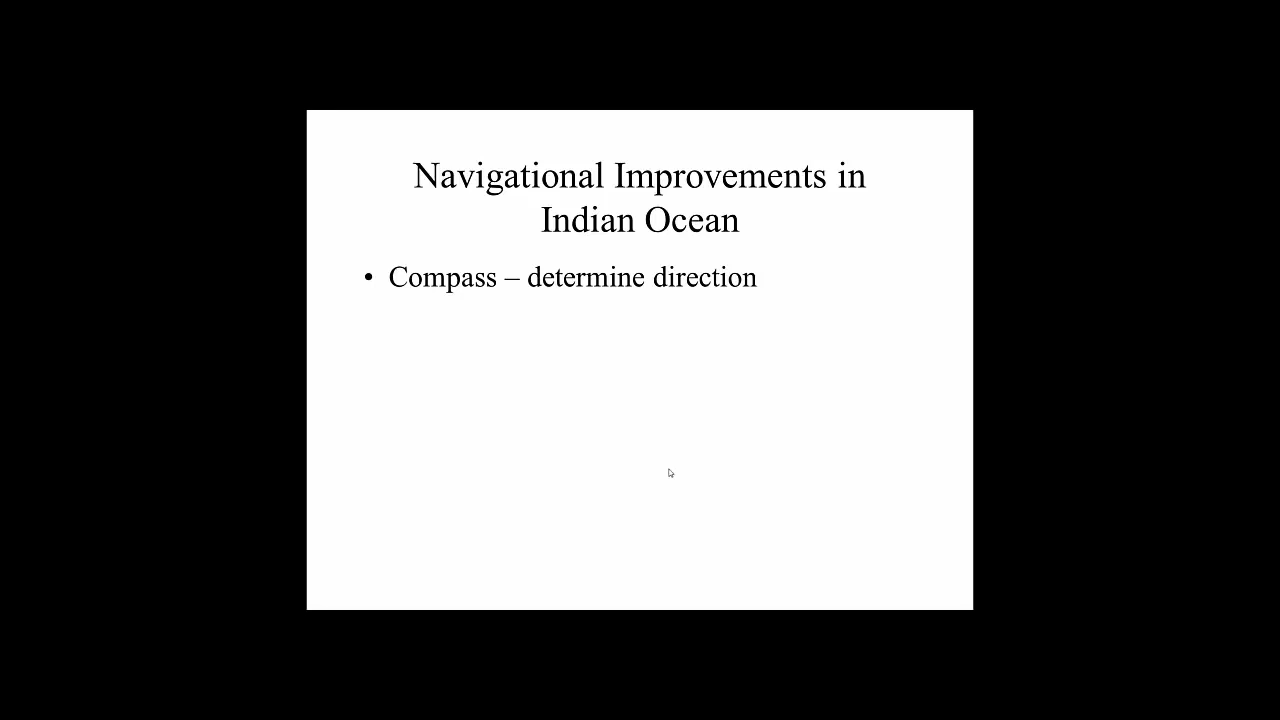 Navigational Improvements in
Indian Ocean
• Compass – determine direction